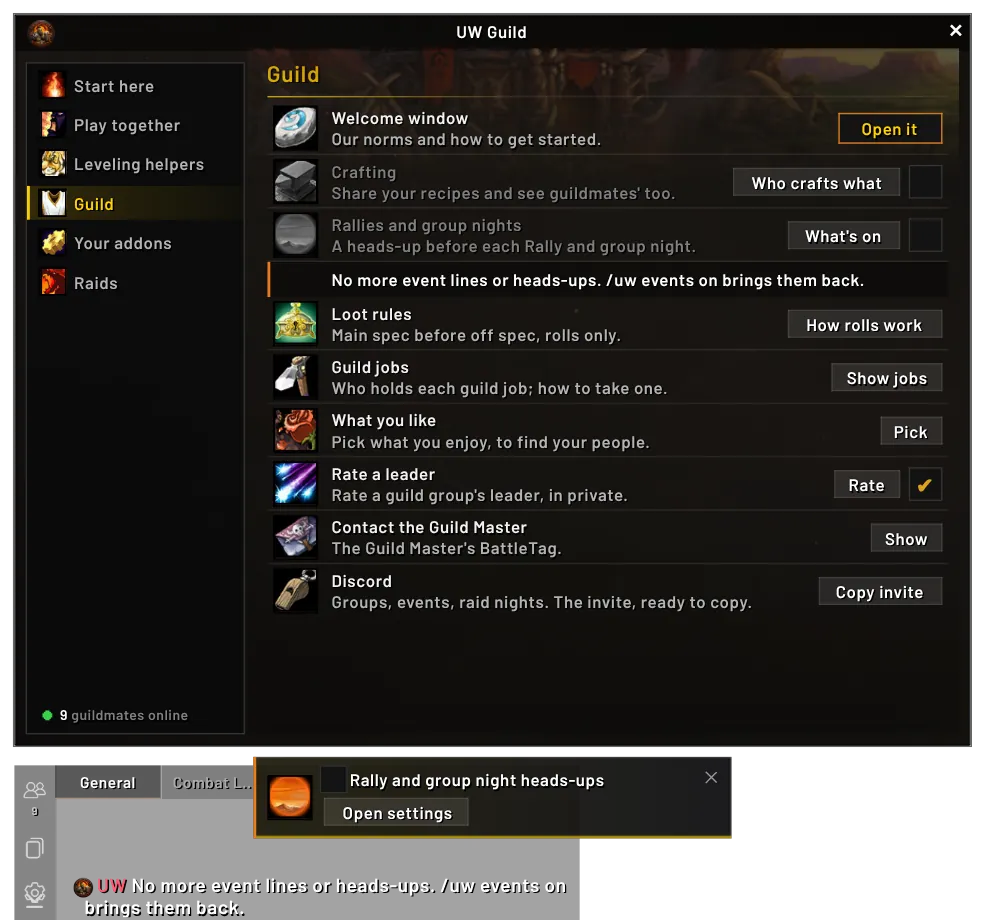 UW Guild
Start here
Play together
Leveling helpers
Guild
Your addons
Raids
9 guildmates online
Guild
Welcome window
Our norms and how to get started.
Open it
Crafting
Share your recipes and see guildmates' too.
Who crafts what
Rallies and group nights
A heads-up before each Rally and group night.
What's on
No more event lines or heads-ups. /uw events on brings them back.
Loot rules
Main spec before off spec, rolls only.
How rolls work
Guild jobs
Who holds each guild job; how to take one.
Show jobs
What you like
Pick what you enjoy, to find your people.
Pick
Rate a leader
Rate a guild group's leader, in private.
Rate
Contact the Guild Master
The Guild Master's BattleTag.
Show
Discord
Groups, events, raid nights. The invite, ready to copy.
Copy invite
9
General
Combat L...
Rally and group night heads-ups
Open settings
UW No more event lines or heads-ups. /uw events on
brings them back.